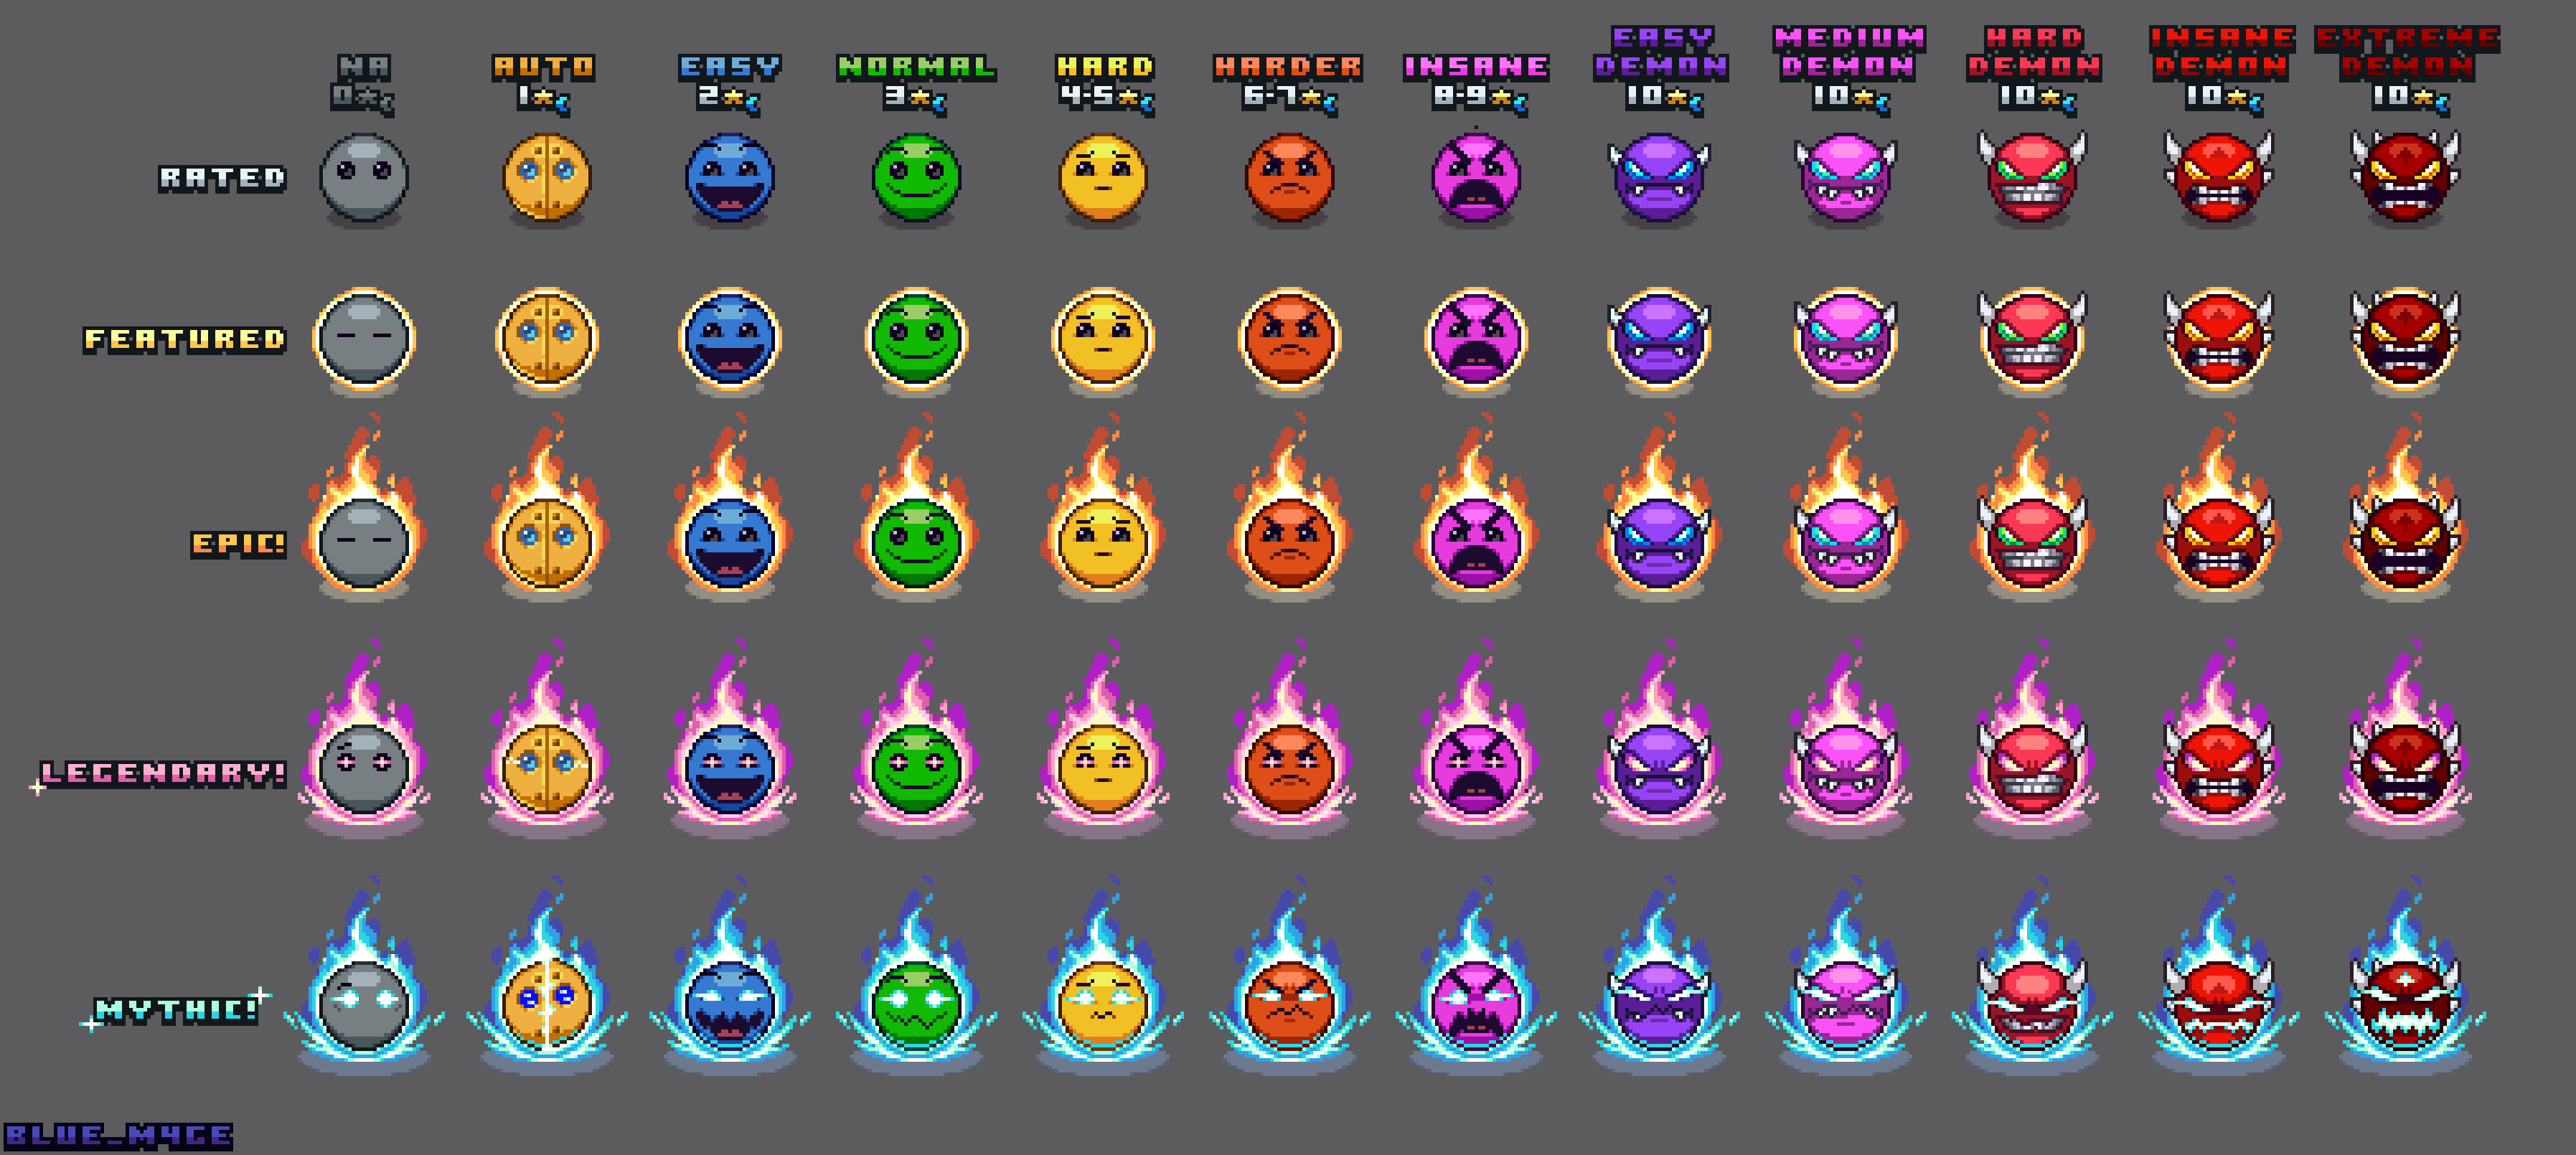 NA
0
AUTO
1
EASY
2
NORMAL
3
HARD
4-5
HARDER
6-7
INSANE
8-9
EASY
DEMON
10
MEDIUM
DEMON
10
HARD
DEMON
10
INSANE
DEMON
10
EXTREME
DEMON
10
RATED
FEATURED
EPIC!
LEGENDARY!
MYTHIC!
BLUE_M4GE